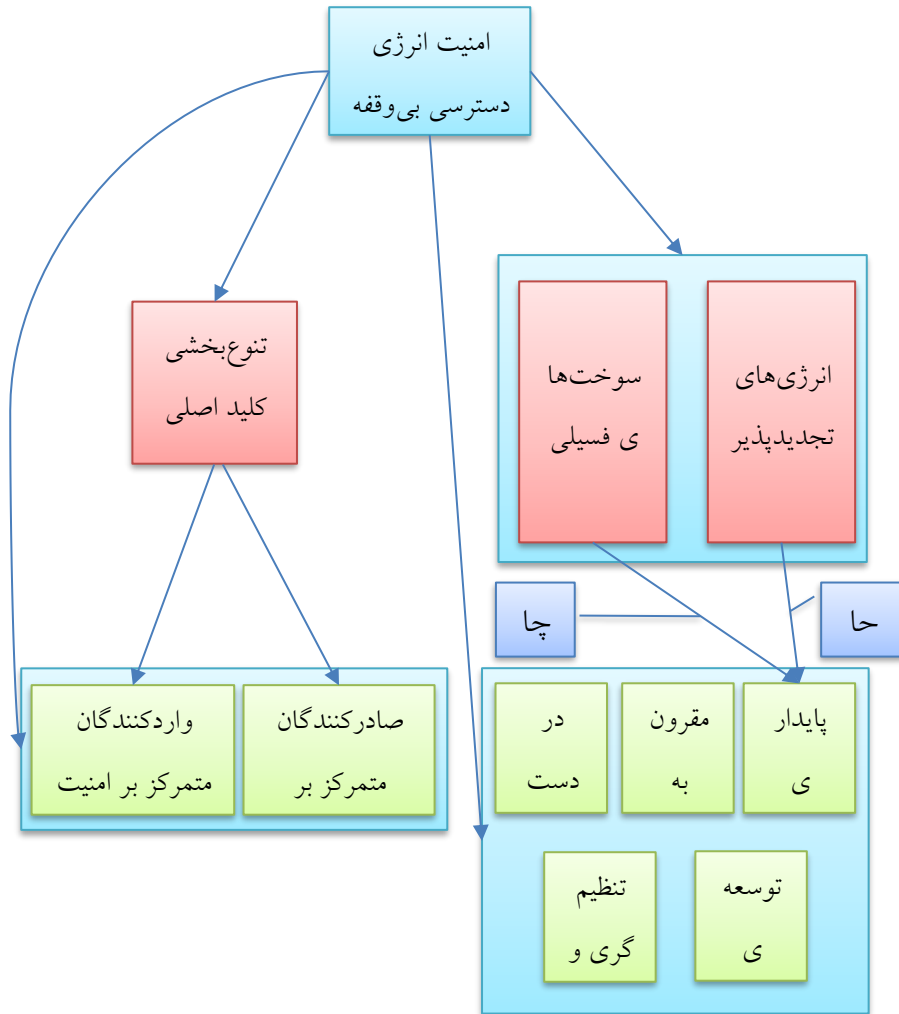 امنیت انرژی
دسترسی بی‌وقفه
انرژی‌های
تجدیدپذیر
سوخت‌ها
ی فسیلی
تنوع‌بخشی
کلید اصلی
حا
چا
پایدار
ی
مقرون
به
در
دست
توسعه
ی
تنظیم
گری و
صادرکنندگان
متمرکز بر
واردکنندگان
متمرکز بر امنیت